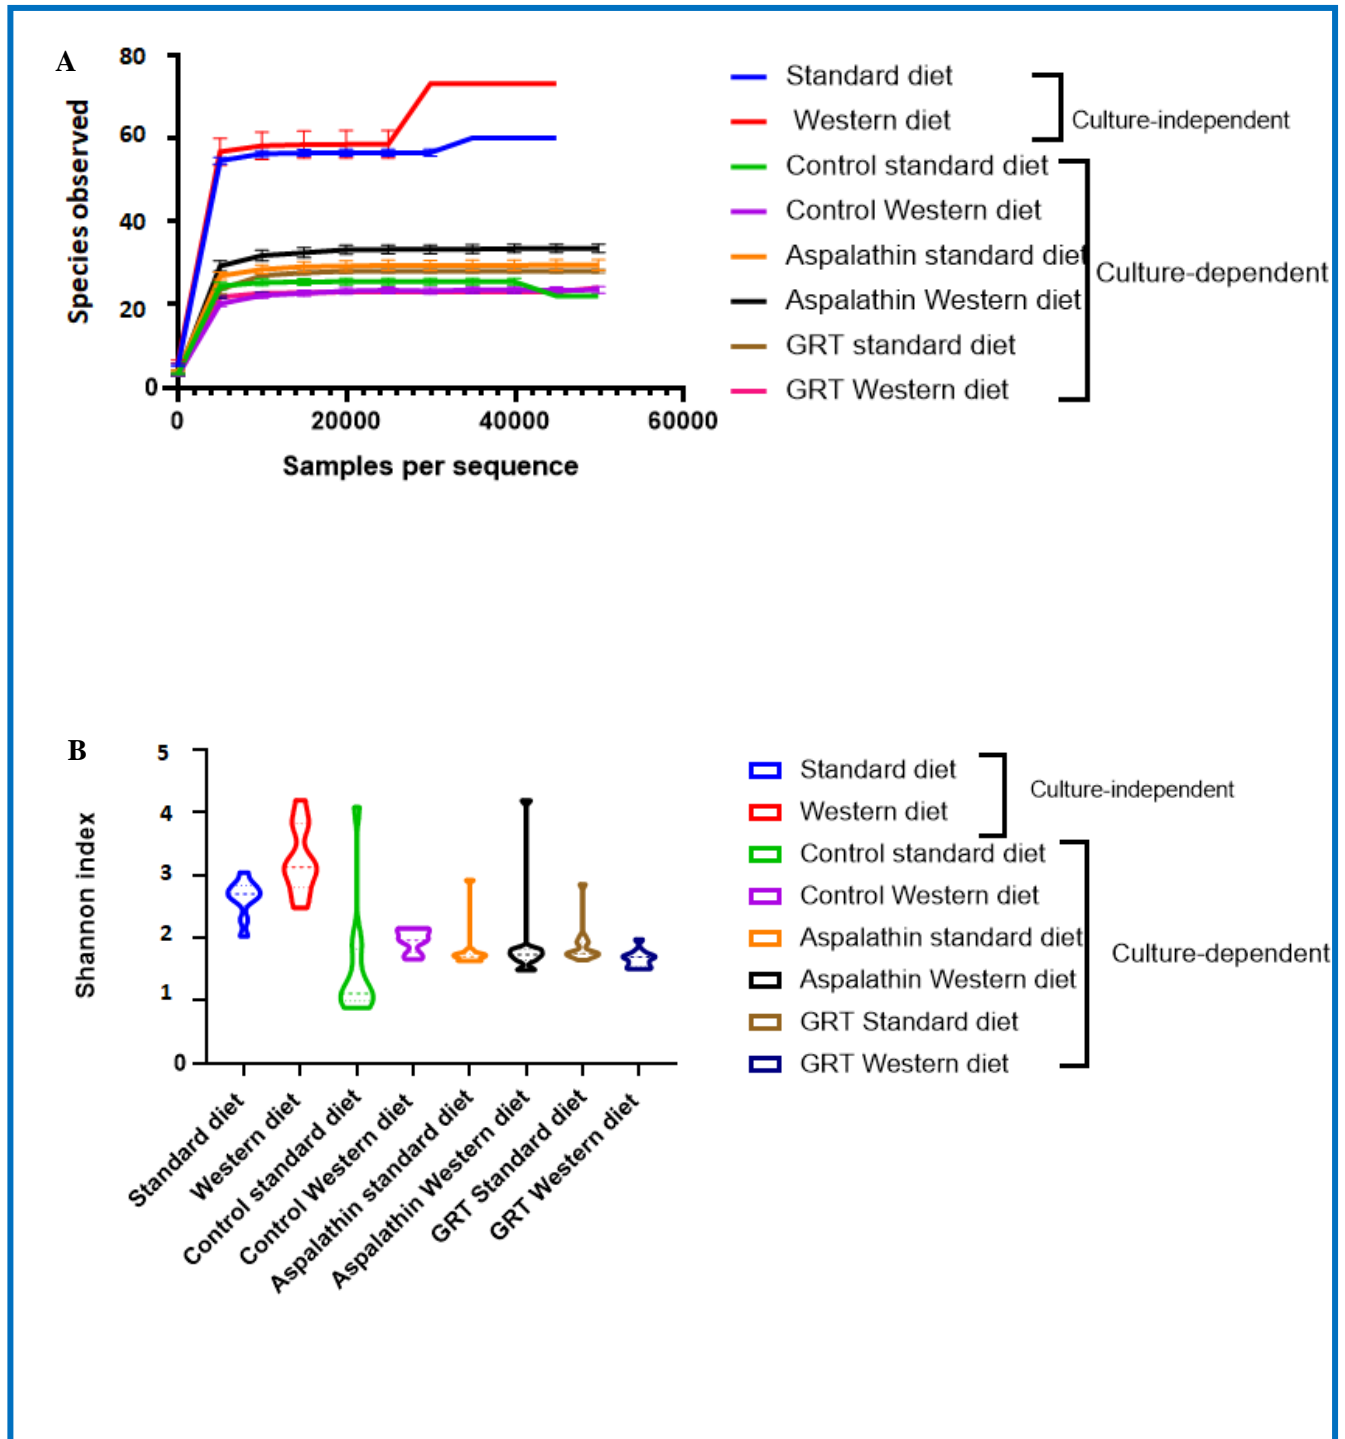 A
80
60
40
20
0
Species observed
0 20000 40000 60000
Samples per sequence
Standard diet
Western diet
Culture-independent
Control standard diet
Control Western diet
Aspalathin standard diet
Aspalathin Western diet
GRT standard diet
GRT Western diet
Culture-dependent
B
5
4
3
2
1
0
Shannon index
Standard diet
Western diet
Control standard diet
Control Western diet
Aspalathin standard diet
Aspalathin Western diet
GRT Standard diet
GRT Western diet
Standard diet
Western diet
Culture-independent
Control standard diet
Control Western diet
Aspalathin standard diet
Aspalathin Western diet
GRT Standard diet
GRT Western diet
Culture-dependent